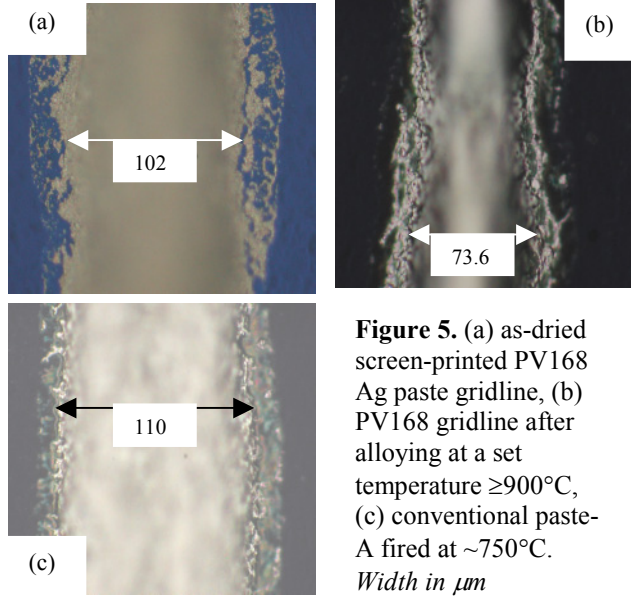 (a)
102
(b)
73.6
110
(c)
Figure 5. (a) as-dried
screen-printed PV168
Ag paste gridline, (b)
PV168 gridline after
alloying at a set
temperature ≥900°C,
(c) conventional paste-
A fired at ~750°C.
Width in μm